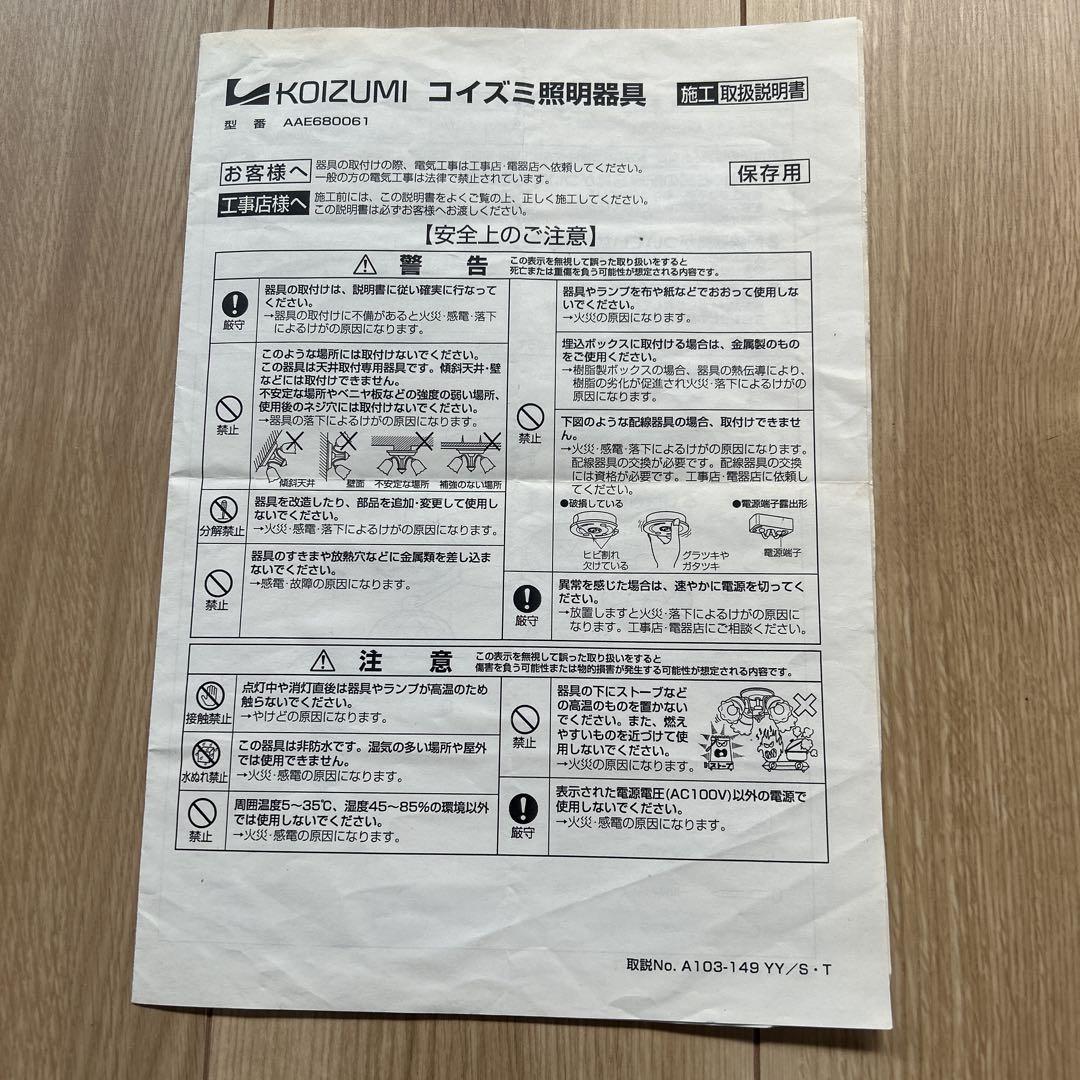 KOIZUMI コイズミ照明器具 施工 取扱説明書
型 番 AAE680061
お客様へ
器具の取付けの際、電気工事は工事店・電器店へ依頼してください。
一般の方の電気工事は法律で禁止されています。
保存用
工事店様へ
施工前には、この説明書をよくご覧の上、正しく施工してください。
この説明書は必ずお客様へお渡しください。
【安全上のご注意】
警 告
この表示を無視して誤った取り扱いをすると
死亡または重傷を負う可能性が想定される内容です。
厳守
器具の取付けは、説明書に従い確実に行なって
ください。
→器具の取付けに不備があると火災・感電・落下
によるけがの原因になります。
禁止
このような場所には取付けないでください。
この器具は天井取付専用器具です。傾斜天井・壁
などには取付けできません。
不安定な場所やベニヤ板などの強度の弱い場所、
使用後のネジ穴には取付けないでください。
→器具の落下によるけがの原因になります。
傾斜天井 壁面 不安定な場所 補強のない場所
分解禁止
器具を改造したり、部品を追加・変更して使用し
ないでください。
→火災・感電・落下によるけがの原因になります。
禁止
器具のすきまや放熱穴などに金属類を差し込ま
ないでください。
→感電・故障の原因になります。
禁止
器具やランプを布や紙などでおおって使用しな
いでください。
→火災の原因になります。
埋込ボックスに取付ける場合は、金属製のもの
をご使用ください。
→樹脂製ボックスの場合、器具の熱伝導により、
樹脂の劣化が促進され火災・落下によるけがの
原因になります。
下図のような配線器具の場合、取付けできませ
ん。
→火災・感電・落下によるけがの原因になります。
配線器具の交換が必要です。配線器具の交換
には資格が必要です。工事店・電器店に依頼し
てください。
●破損している ●電源端子露出形
ヒビ割れ
欠けている
グラツキや
ガタツキ
電源端子
厳守
異常を感じた場合は、速やかに電源を切ってく
ださい。
→放置しますと火災・落下によるけがの原因に
なります。工事店・電器店にご相談ください。
注 意
この表示を無視して誤った取り扱いをすると
傷害を負う可能性または物的損害が発生する可能性が想定される内容です。
接触禁止
点灯中や消灯直後は器具やランプが高温のため
触らないでください。
→やけどの原因になります。
水ぬれ禁止
この器具は非防水です。湿気の多い場所や屋外
では使用できません。
→火災・感電の原因になります。
禁止
周囲温度5〜35℃、湿度45〜85%の環境以外
では使用しないでください。
→火災・感電の原因になります。
禁止
器具の下にストーブなど
の高温のものを置かない
でください。また、燃え
やすいものを近づけて使
用しないでください。
→火災の原因になります。
ストーブ
厳守
表示された電源電圧(AC100V)以外の電源で
使用しないでください。
→火災・感電の原因になります。
取説No. A103-149 YY/S・T